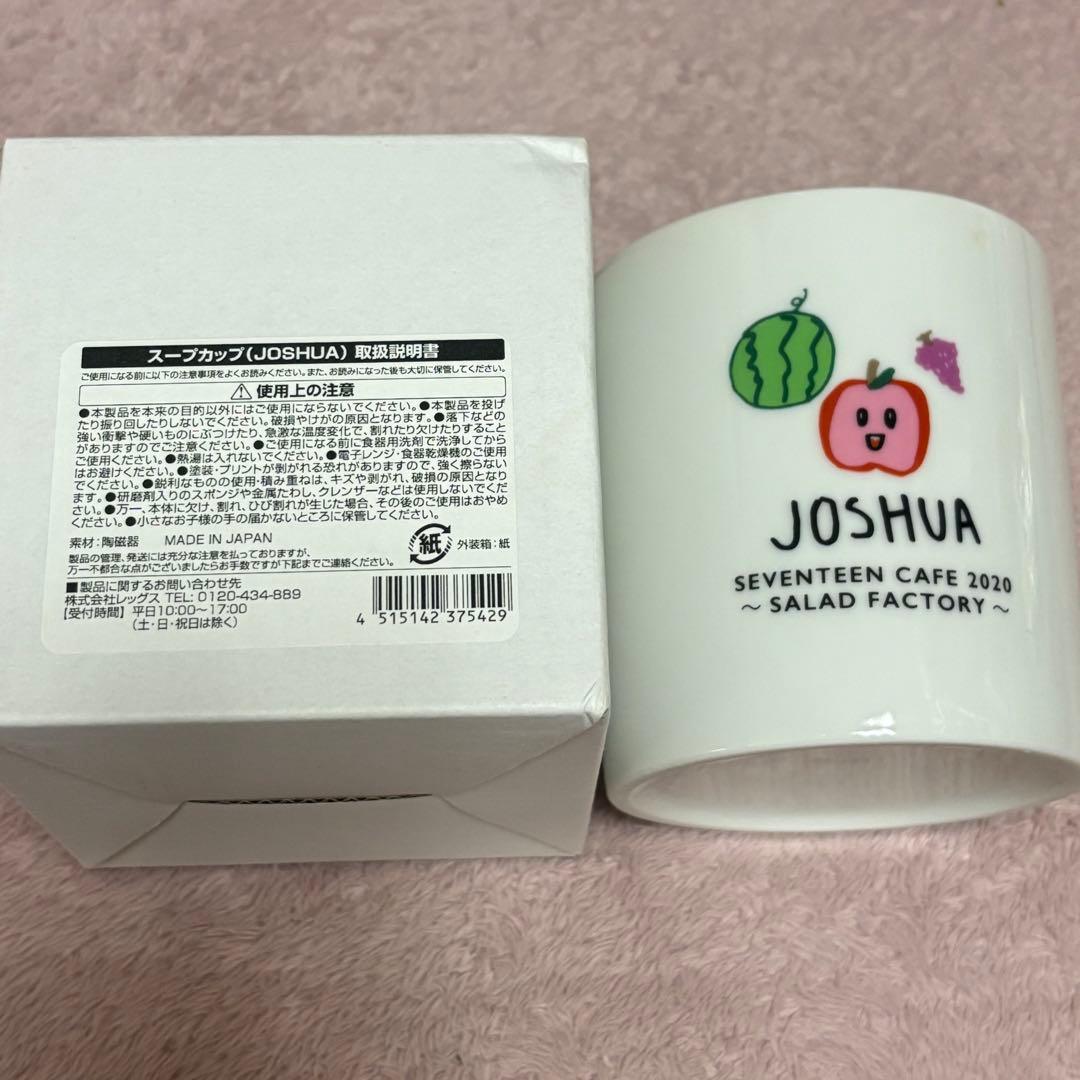 スープカップ(JOSHUA) 取扱説明書
ご使用になる前に以下の注意事項をよくお読みください。また、お読みになった後も大切に保管してください。
⚠ 使用上の注意
●本製品を本来の目的以外にはご使用にならないでください。●本製品を投げ
たり振り回したりしないでください。破損やけがの原因となります。●落下などの
強い衝撃や硬いものにぶつけたり、急激な温度変化で、割れたり欠けたりすること
がありますのでご注意ください。●ご使用になる前に食器用洗剤で洗浄してから
ご使用ください。●熱湯は入れないでください。●電子レンジ・食器乾燥機のご使用
はお避けください。●塗装・プリントが剥がれる恐れがありますので、強く擦らない
でください。●鋭利なものの使用・積み重ねは、キズや剥がれ、破損の原因となり
ます。●研磨剤入りのスポンジや金属たわし、クレンザーなどは使用しないでくだ
さい。●万一、本体に欠け、割れ、ひび割れが生じた場合、その後のご使用はおやめ
ください。●小さなお子様の手の届かないところに保管してください。
素材:陶磁器 MADE IN JAPAN
紙 外装箱:紙
製品の管理、発送には充分な注意を払っておりますが、
万一不都合な点がございましたらお手数ですが下記までご連絡ください。
■製品に関するお問い合わせ先
株式会社レッグス TEL: 0120-434-889
【受付時間】平日10:00〜17:00
(土・日・祝日は除く)
4 515142 375429
JOSHUA
SEVENTEEN CAFE 2020
〜 SALAD FACTORY 〜